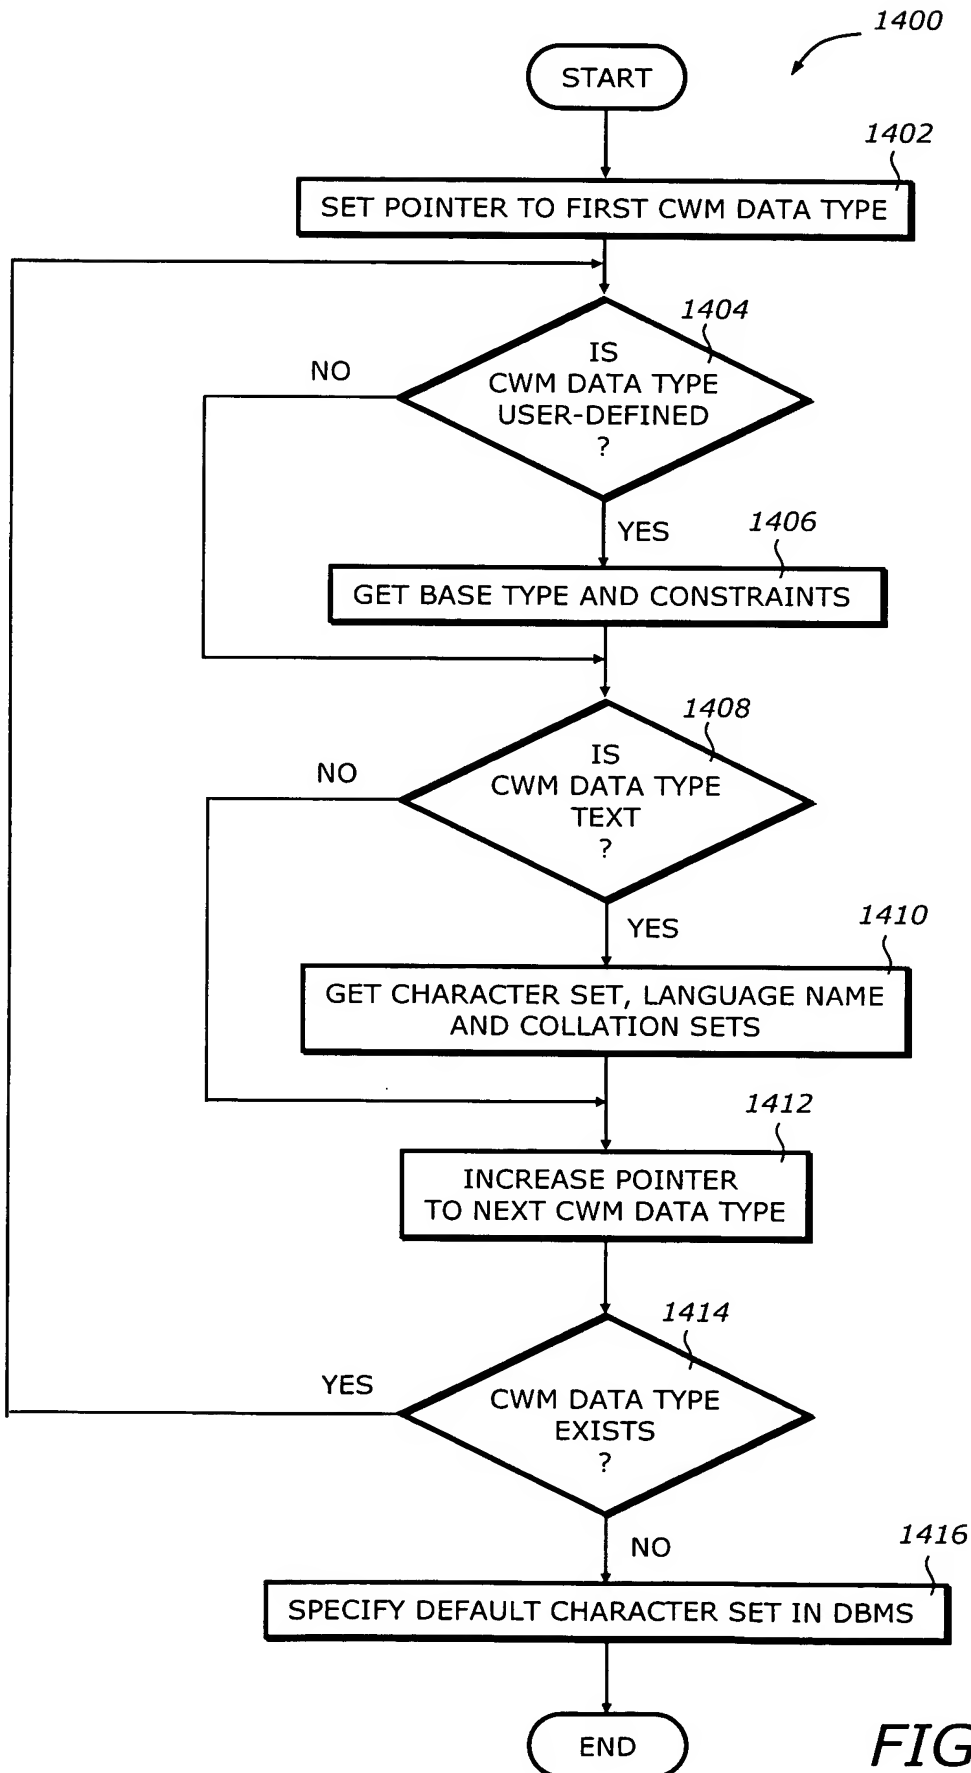 1400
START
1402
SET POINTER TO FIRST CWM DATA TYPE
1404
IS
CWM DATA TYPE
USER-DEFINED
?
NO
YES
1406
GET BASE TYPE AND CONSTRAINTS
1408
IS
CWM DATA TYPE
TEXT
?
NO
YES
1410
GET CHARACTER SET, LANGUAGE NAME
AND COLLATION SETS
1412
INCREASE POINTER
TO NEXT CWM DATA TYPE
1414
CWM DATA TYPE
EXISTS
?
YES
NO
1416
SPECIFY DEFAULT CHARACTER SET IN DBMS
END
FIG